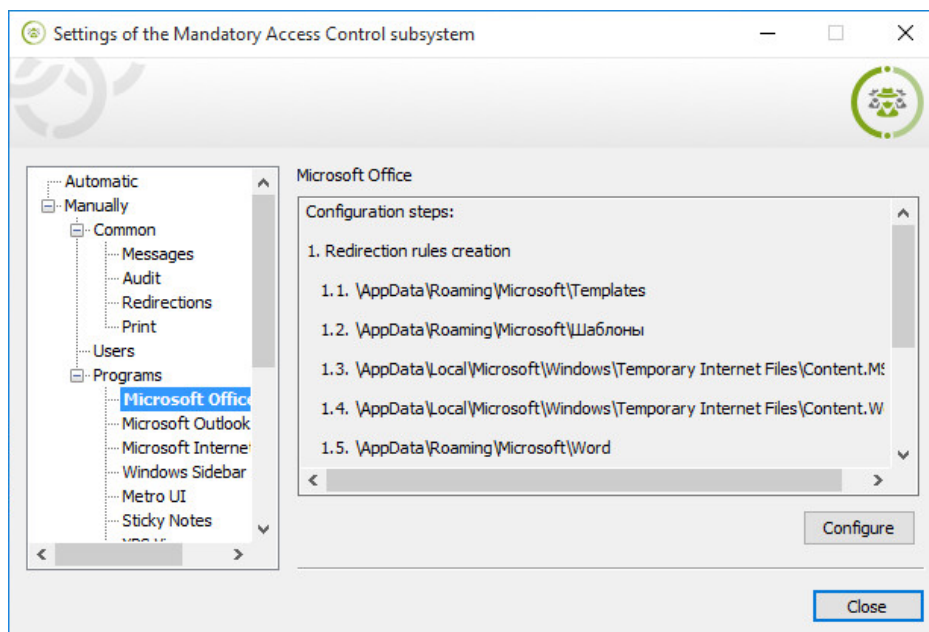 Settings of the Mandatory Access Control subsystem
Automatic
Manually
Common
Messages
Audit
Redirections
Print
Users
Programs
Microsoft Office
Microsoft Outlook
Microsoft Interne
Windows Sidebar
Metro UI
Sticky Notes
Microsoft Office
Configuration steps:
1. Redirection rules creation
1.1. \AppData\Roaming\Microsoft\Templates
1.2. \AppData\Roaming\Microsoft\Шаблоны
1.3. \AppData\Local\Microsoft\Windows\Temporary Internet Files\Content.MS
1.4. \AppData\Local\Microsoft\Windows\Temporary Internet Files\Content.W
1.5. \AppData\Roaming\Microsoft\Word
Configure
Close